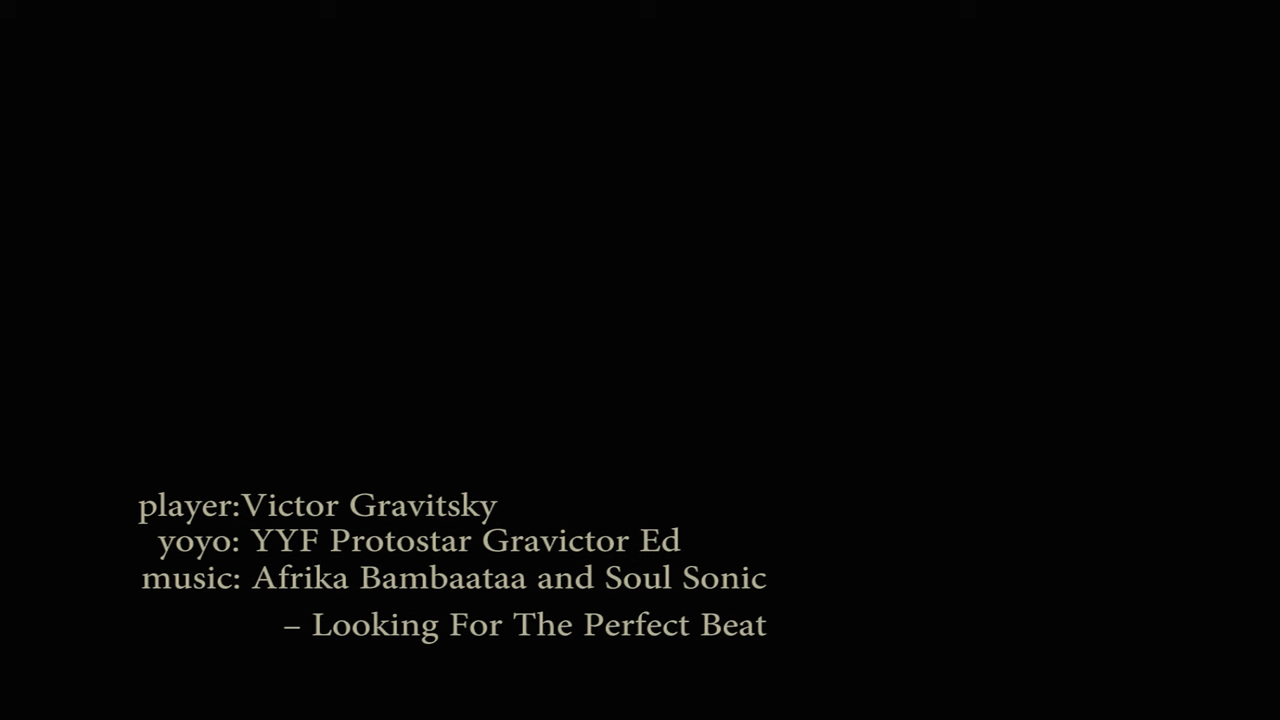 player:Victor Gravitsky
yoyo: YYF Protostar Gravictor Ed
music: Afrika Bambaataa and Soul Sonic
– Looking For The Perfect Beat